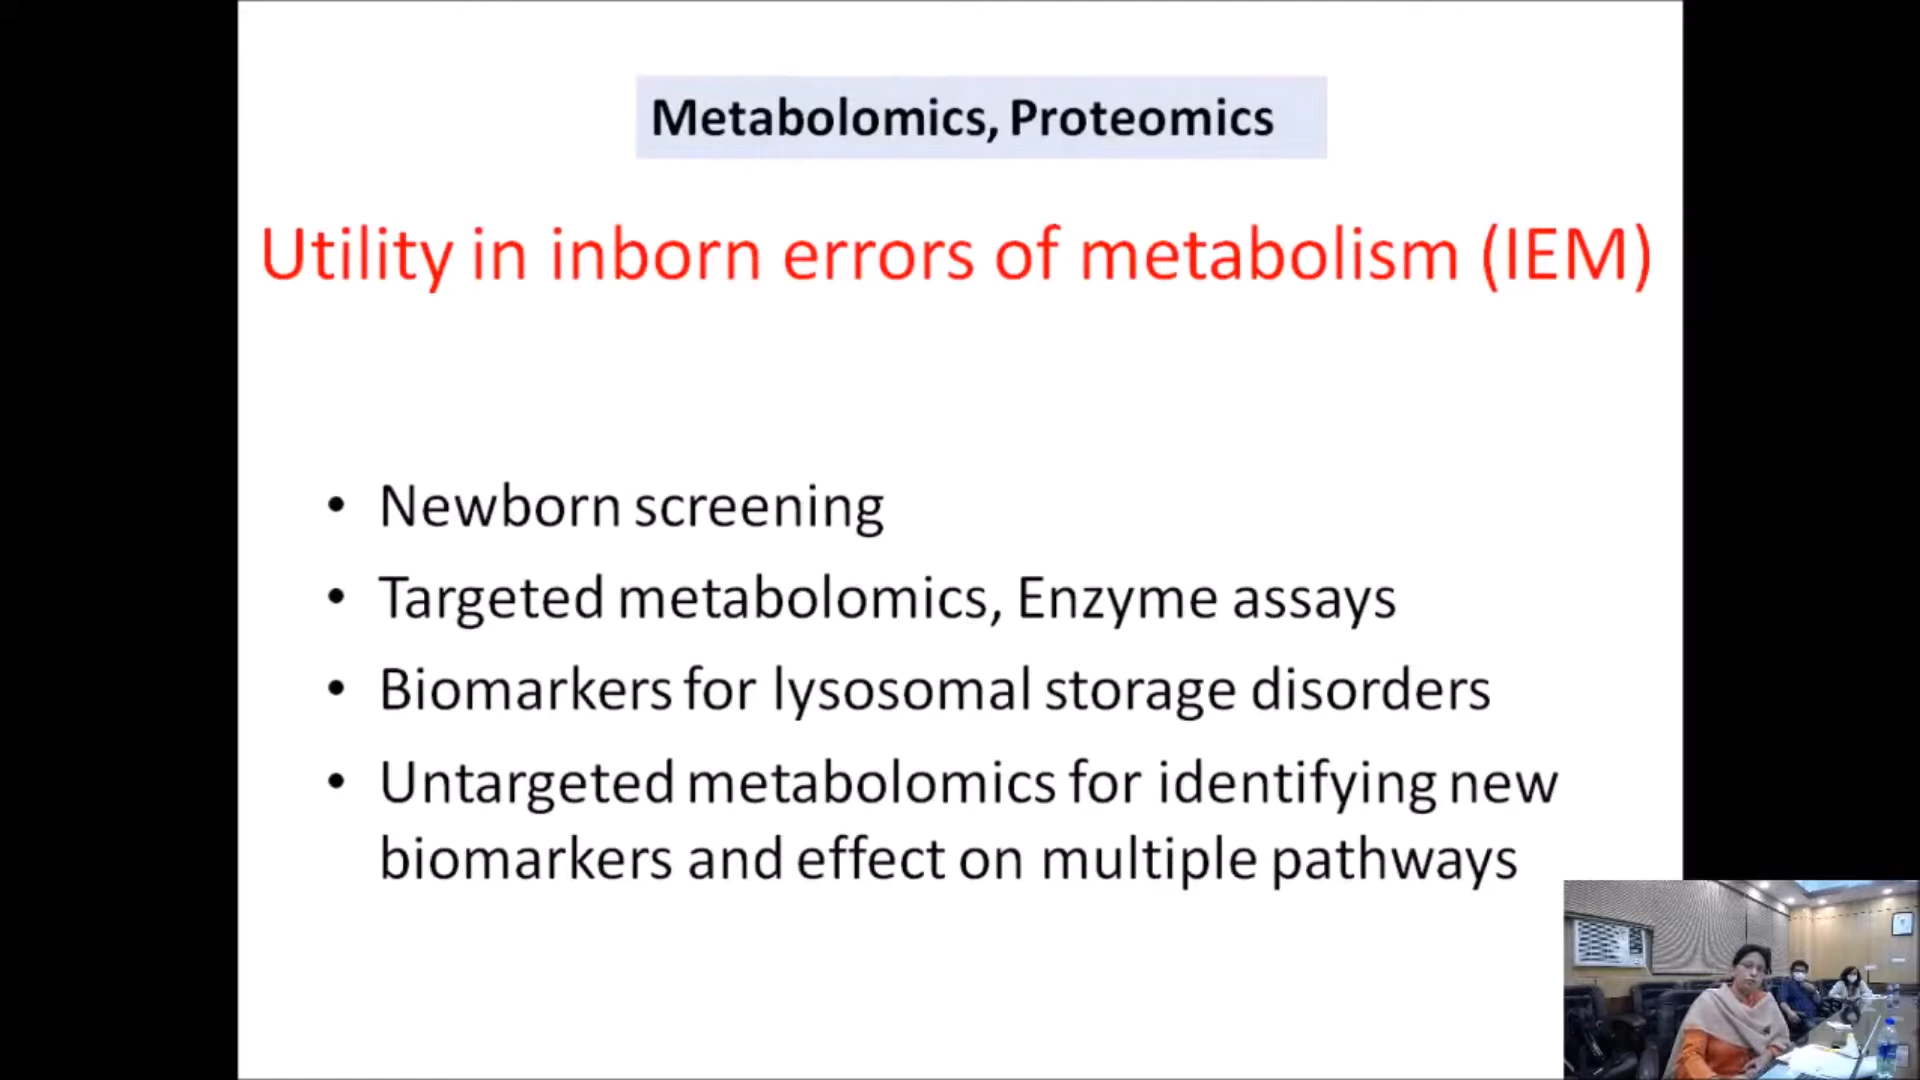 Metabolomics, Proteomics
Utility in inborn errors of metabolism (IEM)
• Newborn screening
• Targeted metabolomics, Enzyme assays
• Biomarkers for lysosomal storage disorders
• Untargeted metabolomics for identifying new
biomarkers and effect on multiple pathways